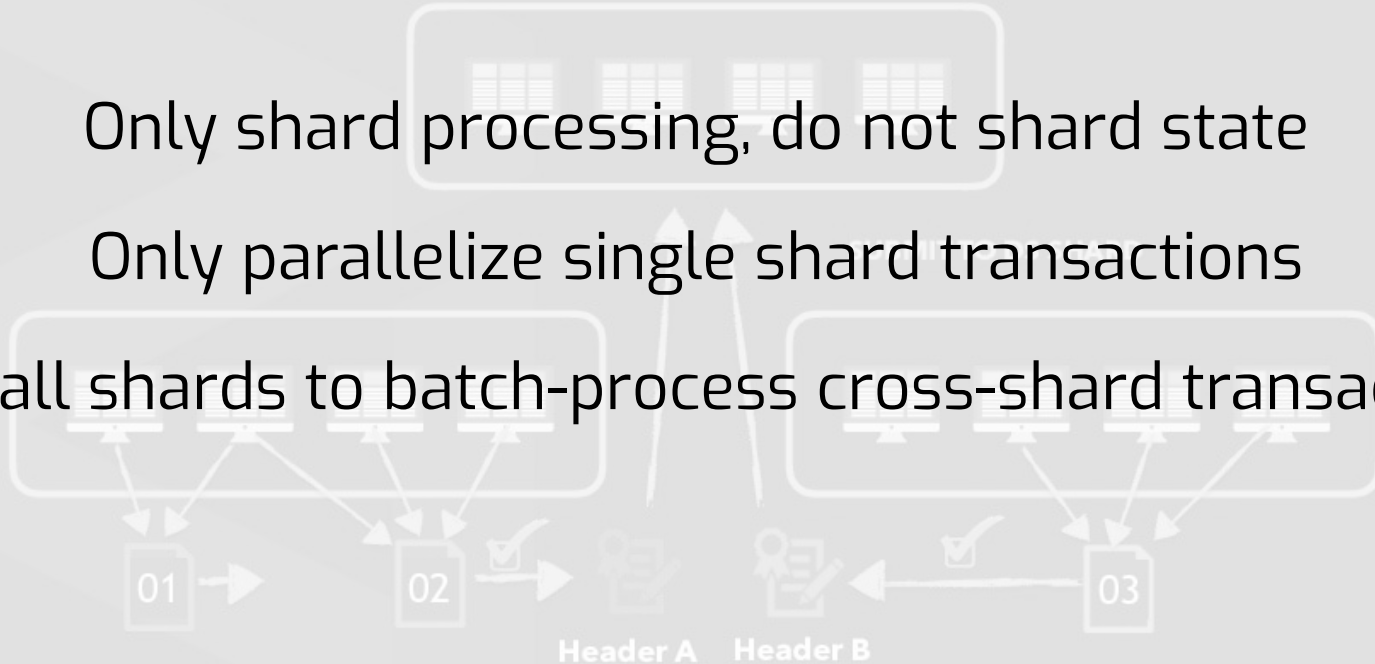 Only shard processing, do not shard state
Only parallelize single shard transactions
all shards to batch-process cross-shard
01
02
03
Header A
Header B